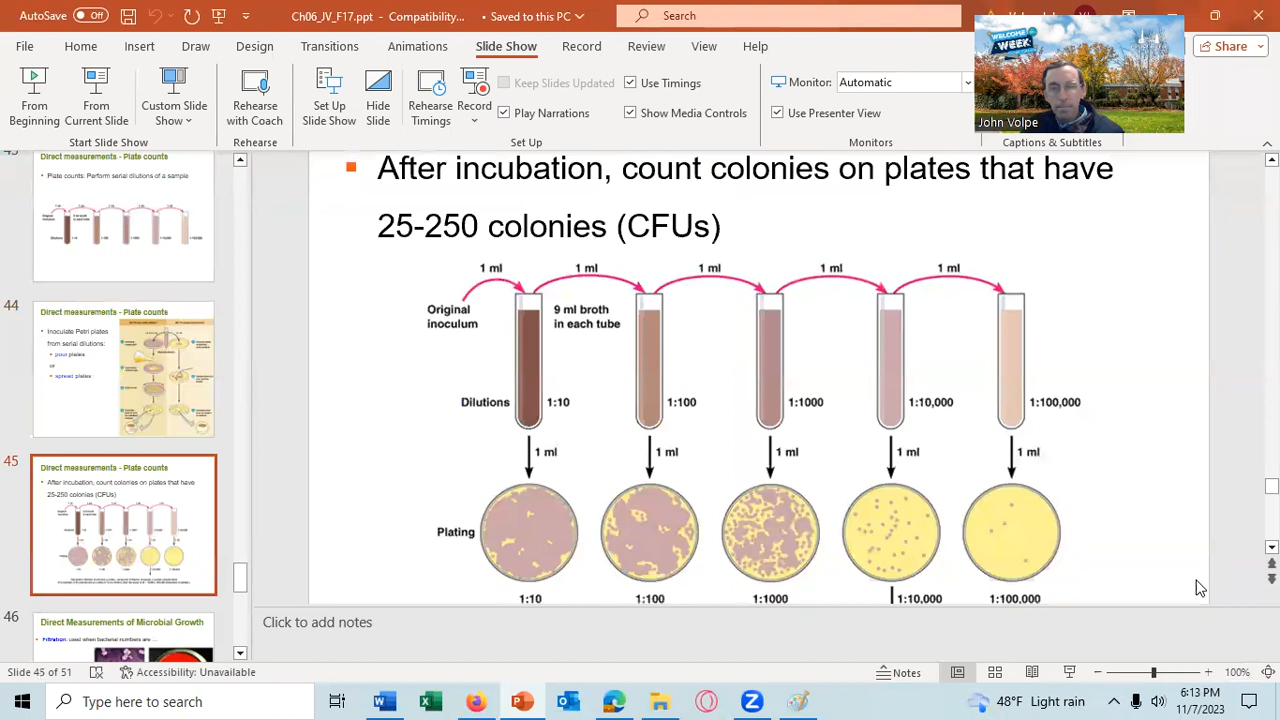 Ch06_JV_F17.pptx - Compatibility... • Saved to this PC
Search
File Home Insert Draw Design Transitions Animations Slide Show Record Review View Help
Share
From Beginning
From Current Slide
Custom Slide Show
Rehearse with Coach
Set Up Slide Show
Hide Slide
Rehearse Timings
Record
Keep Slides Updated
Play Narrations
Use Timings
Show Media Controls
Monitor: Automatic
Use Presenter View
Start Slide Show
Rehearse
Set Up
Monitors
Captions & Subtitles
WELCOME
WEEK
John Volpe
Direct measurements - Plate counts
Plate counts: Perform serial dilutions of a sample
44
Direct measurements - Plate counts
Inoculate Petri plates
from serial dilutions:
pour plates
or
spread plates
45
Direct measurements - Plate counts
After incubation, count colonies on plates that have
25-250 colonies (CFUs)
46
Direct Measurements of Microbial Growth
Filtration: used when bacterial numbers are ...
After incubation, count colonies on plates that have
25-250 colonies (CFUs)
1 ml 1 ml 1 ml 1 ml 1 ml
Original
inoculum
9 ml broth
in each tube
Dilutions 1:10 1:100 1:1000 1:10,000 1:100,000
1 ml 1 ml 1 ml 1 ml 1 ml
Plating
1:10 1:100 1:1000 1:10,000 1:100,000
Click to add notes
Slide 45 of 51
Accessibility: Unavailable
Notes
100%
Type here to search
48°F Light rain
6:13 PM
11/7/2023